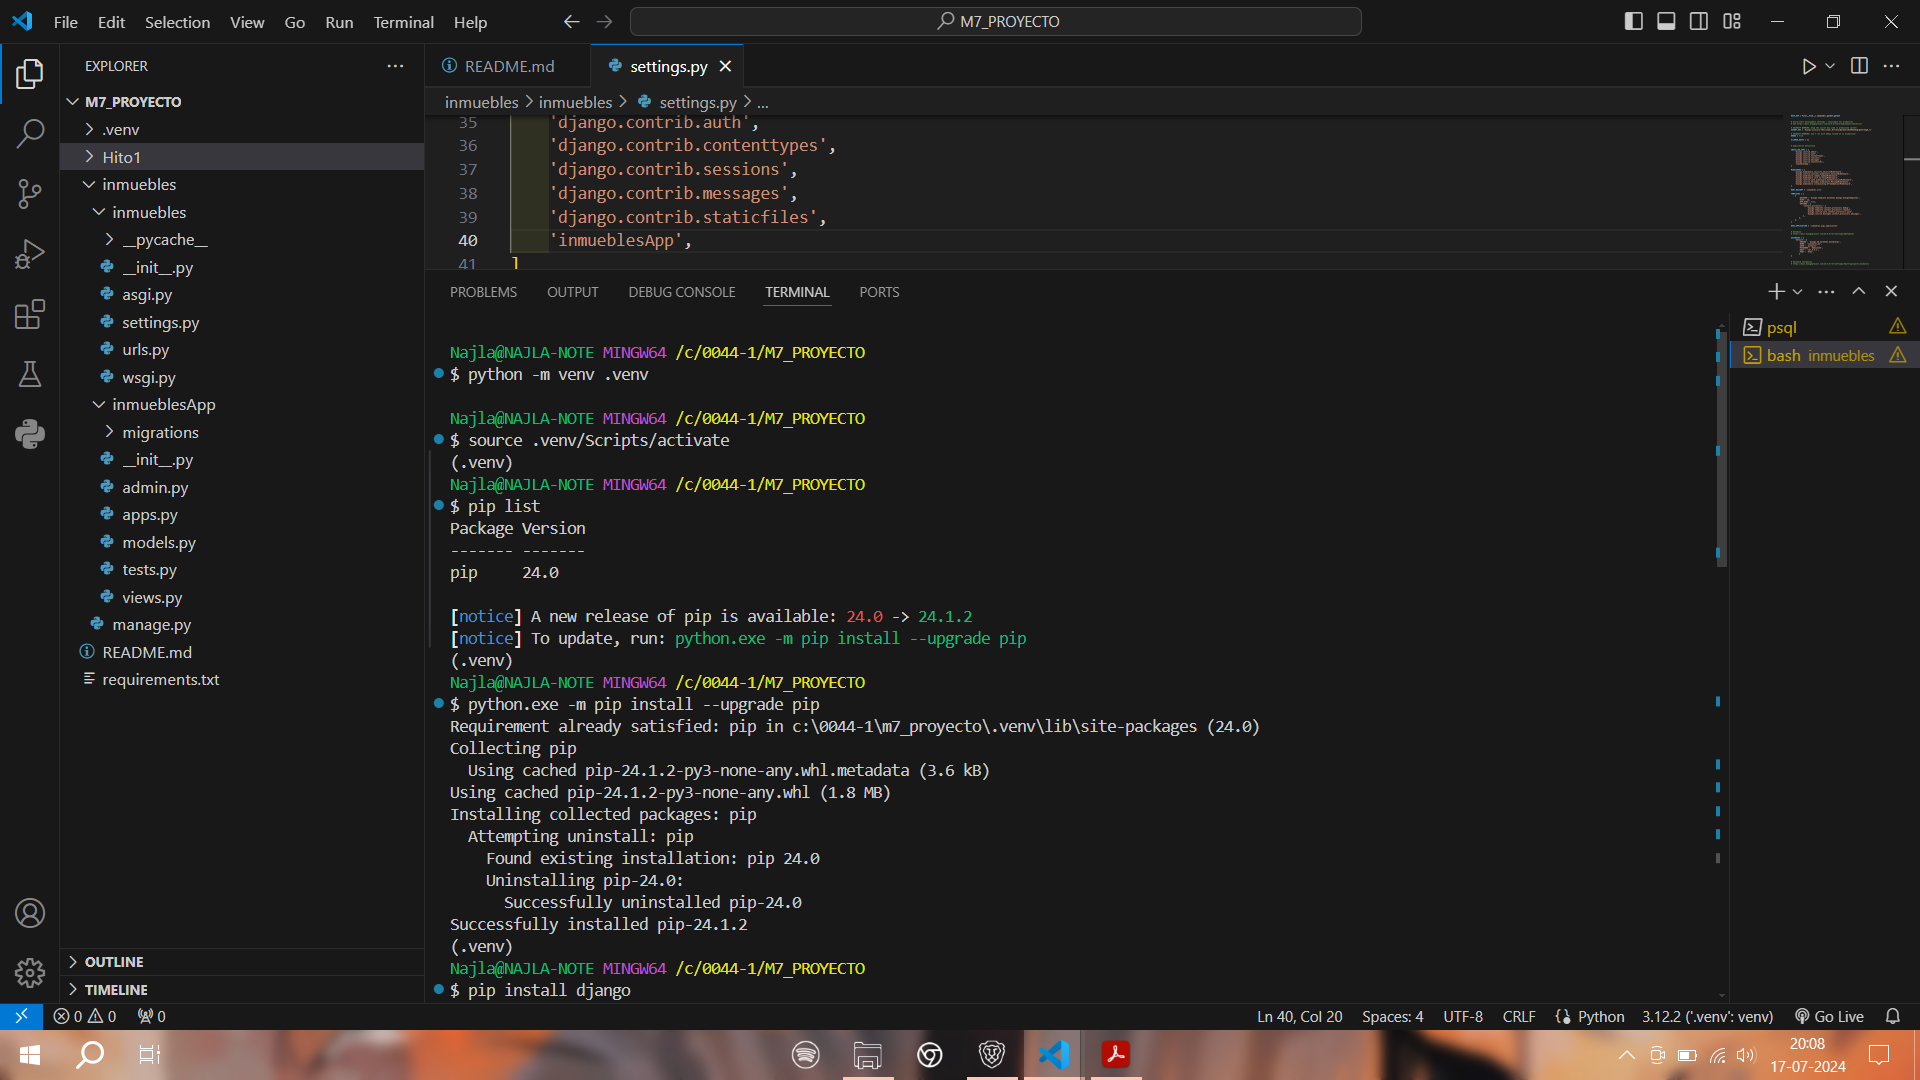 File Edit Selection View Go Run Terminal Help
M7_PROYECTO
EXPLORER
M7_PROYECTO
.venv
Hito1
inmuebles
inmuebles
__pycache__
__init__.py
asgi.py
settings.py
urls.py
wsgi.py
inmueblesApp
migrations
__init__.py
admin.py
apps.py
models.py
tests.py
views.py
manage.py
README.md
requirements.txt
OUTLINE
TIMELINE
README.md
settings.py
inmuebles > inmuebles > settings.py > ...
35 'django.contrib.auth',
36 'django.contrib.contenttypes',
37 'django.contrib.sessions',
38 'django.contrib.messages',
39 'django.contrib.staticfiles',
40 'inmueblesApp',
41 ]
PROBLEMS OUTPUT DEBUG CONSOLE TERMINAL PORTS
Najla@NAJLA-NOTE MINGW64 /c/0044-1/M7_PROYECTO
$ python -m venv .venv
Najla@NAJLA-NOTE MINGW64 /c/0044-1/M7_PROYECTO
$ source .venv/Scripts/activate
(.venv)
Najla@NAJLA-NOTE MINGW64 /c/0044-1/M7_PROYECTO
$ pip list
Package Version
------- -------
pip 24.0
[notice] A new release of pip is available: 24.0 -> 24.1.2
[notice] To update, run: python.exe -m pip install --upgrade pip
(.venv)
Najla@NAJLA-NOTE MINGW64 /c/0044-1/M7_PROYECTO
$ python.exe -m pip install --upgrade pip
Requirement already satisfied: pip in c:\0044-1\m7_proyecto\.venv\lib\site-packages (24.0)
Collecting pip
Using cached pip-24.1.2-py3-none-any.whl.metadata (3.6 kB)
Using cached pip-24.1.2-py3-none-any.whl (1.8 MB)
Installing collected packages: pip
Attempting uninstall: pip
Found existing installation: pip 24.0
Uninstalling pip-24.0:
Successfully uninstalled pip-24.0
Successfully installed pip-24.1.2
(.venv)
Najla@NAJLA-NOTE MINGW64 /c/0044-1/M7_PROYECTO
$ pip install django
psql
bash inmuebles
0 0 0
Ln 40, Col 20 Spaces: 4 UTF-8 CRLF Python 3.12.2 ('.venv': venv) Go Live
20:08
17-07-2024